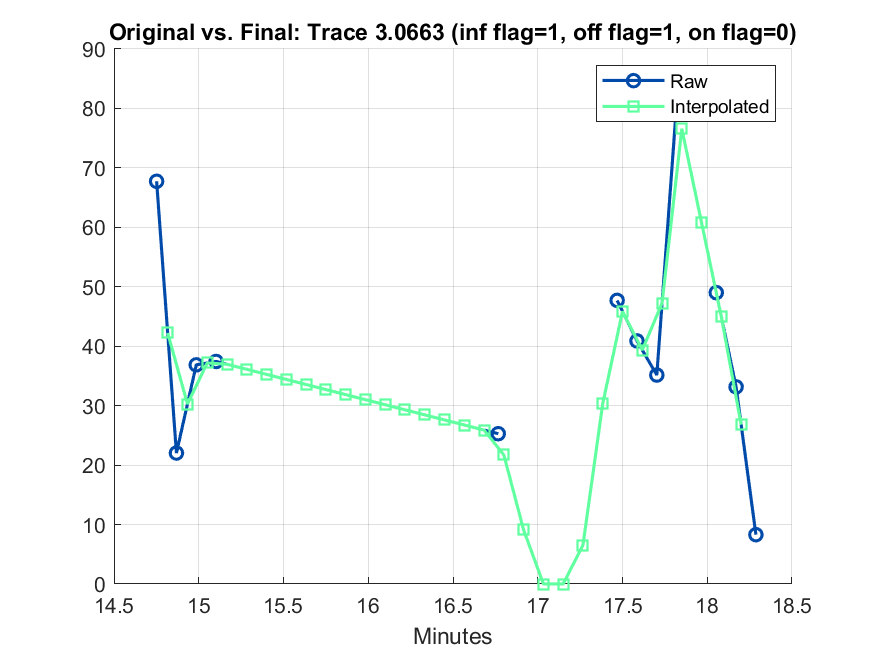 Original vs. Final: Trace 3.0663 (inf flag=1, off flag=1, on flag=0)
90
80
70
60
50
40
30
20
10
0
Raw
Interpolated
14.5 15 15.5 16 16.5 17 17.5 18 18.5
Minutes